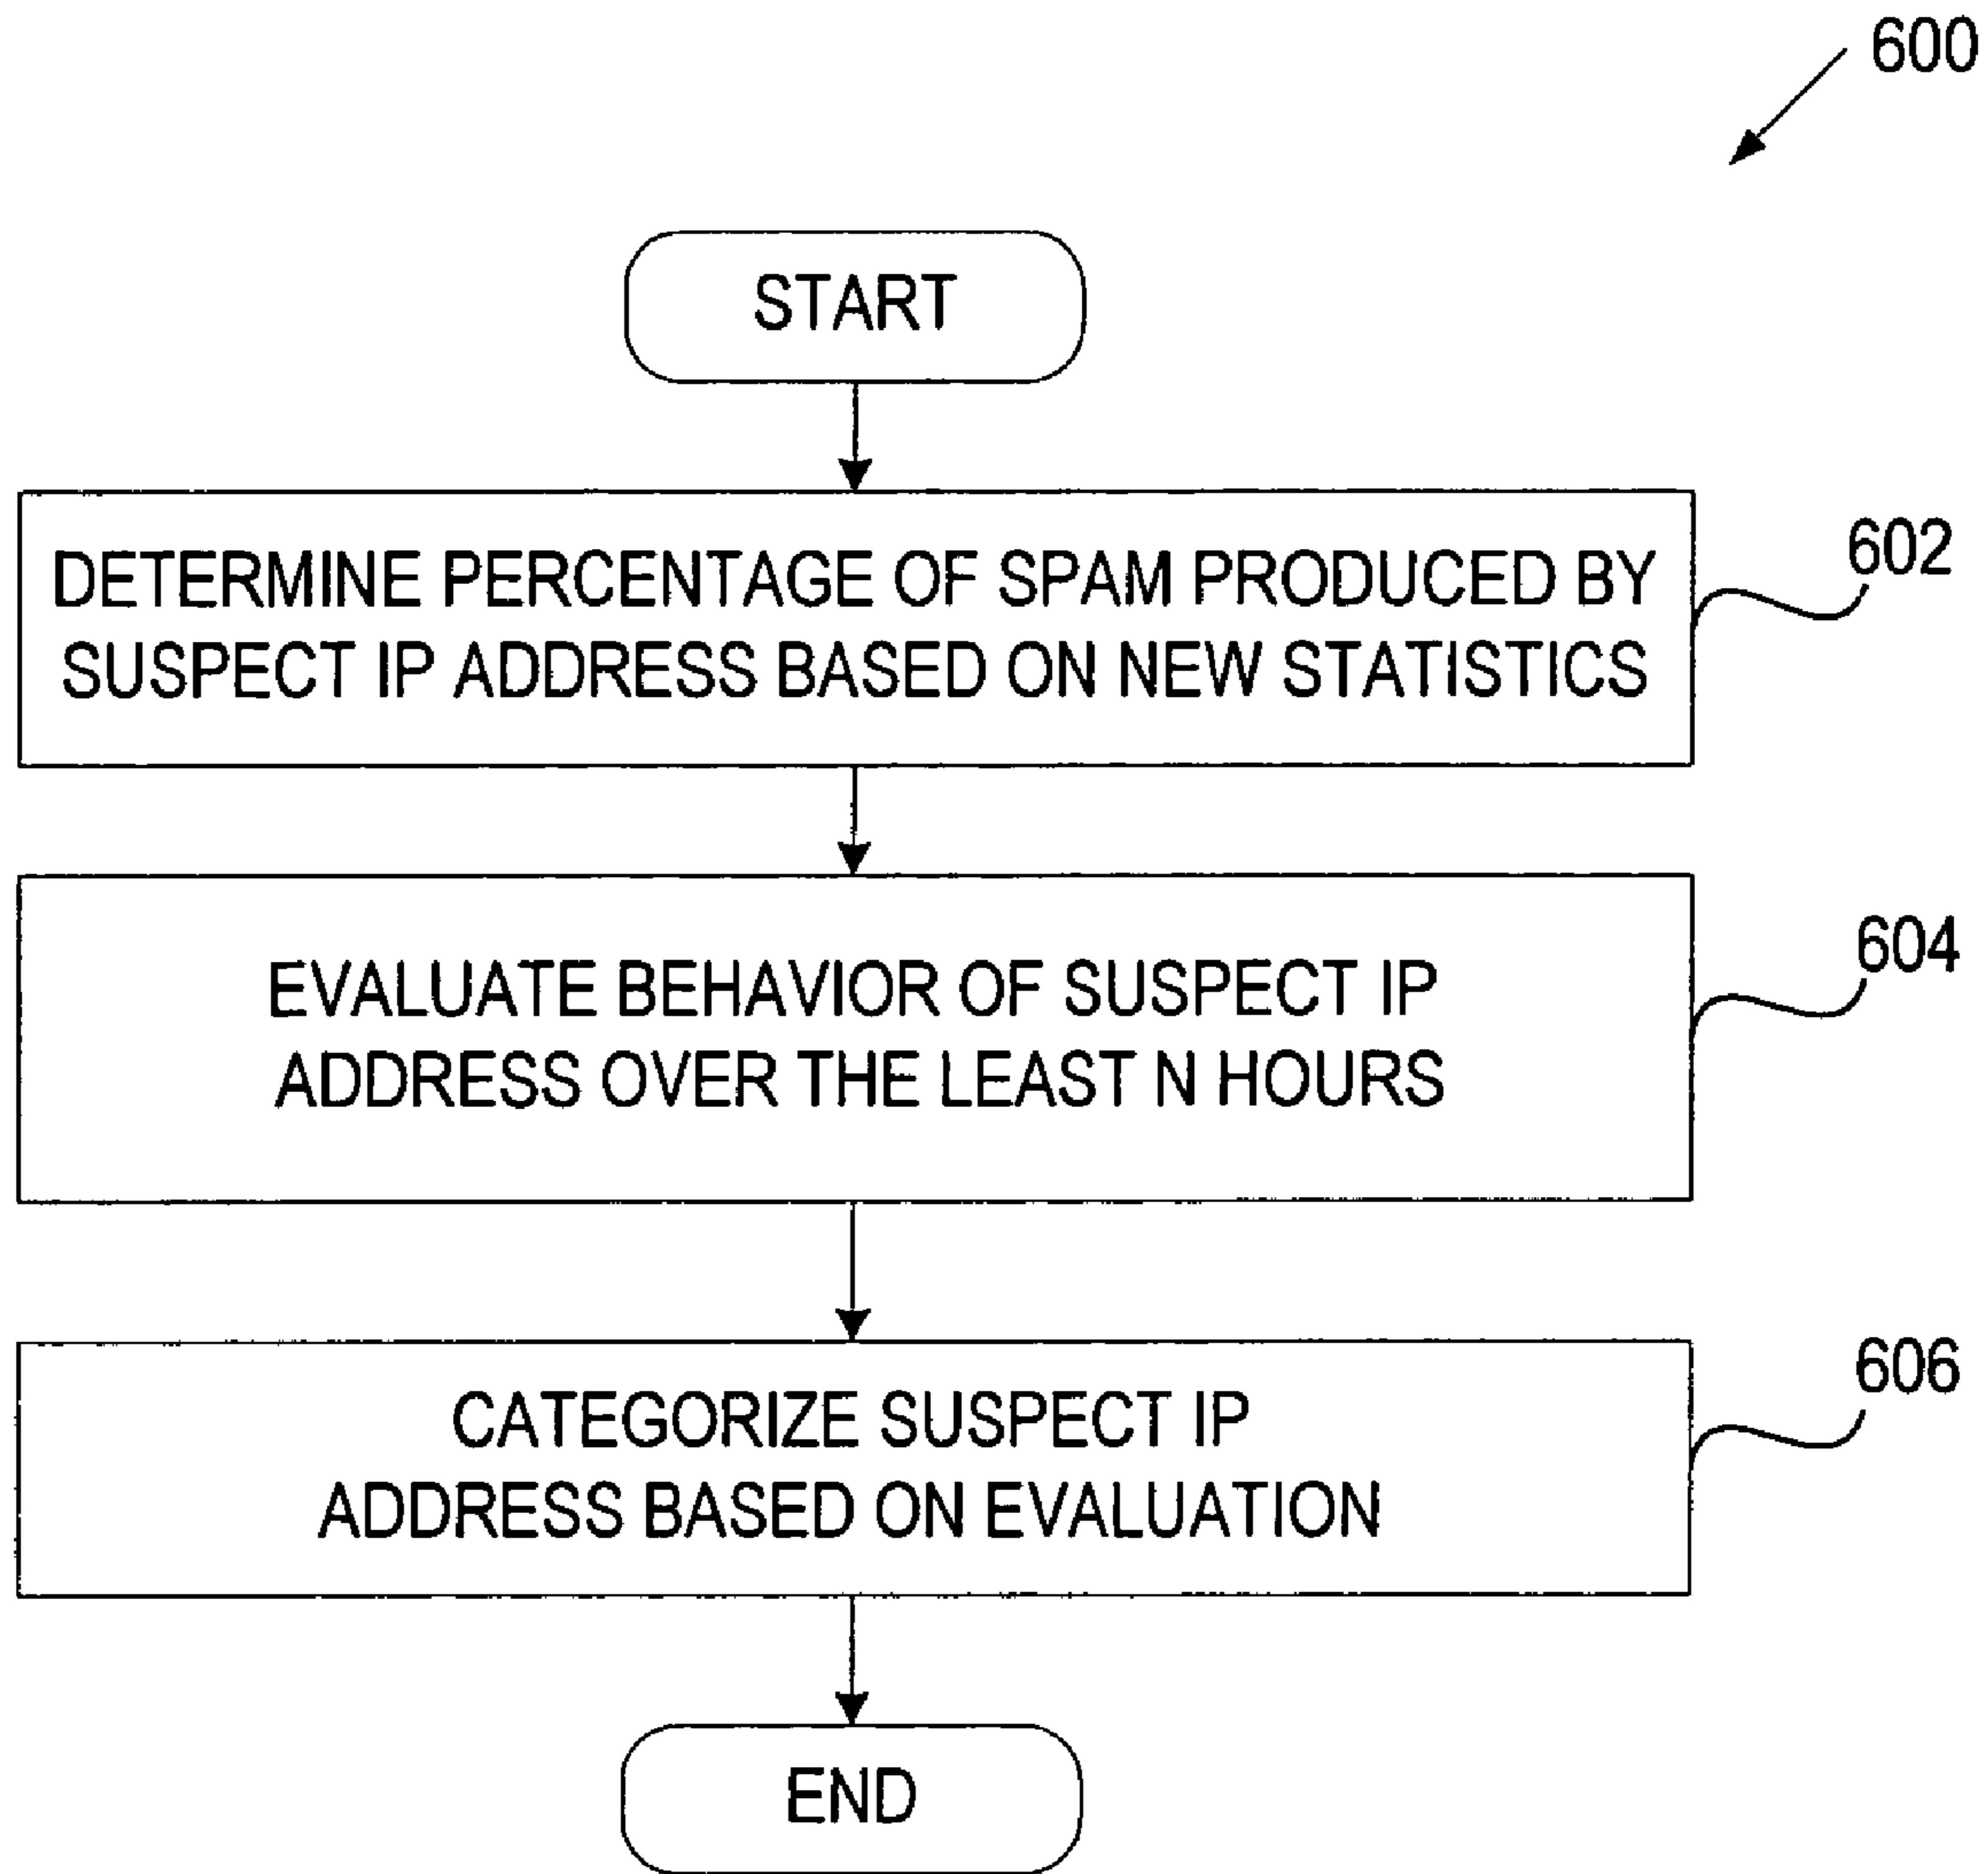 600
START
DETERMINE PERCENTAGE OF SPAM PRODUCED BY
SUSPECT IP ADDRESS BASED ON NEW STATISTICS
602
EVALUATE BEHAVIOR OF SUSPECT IP
ADDRESS OVER THE LEAST N HOURS
604
CATEGORIZE SUSPECT IP
ADDRESS BASED ON EVALUATION
606
END